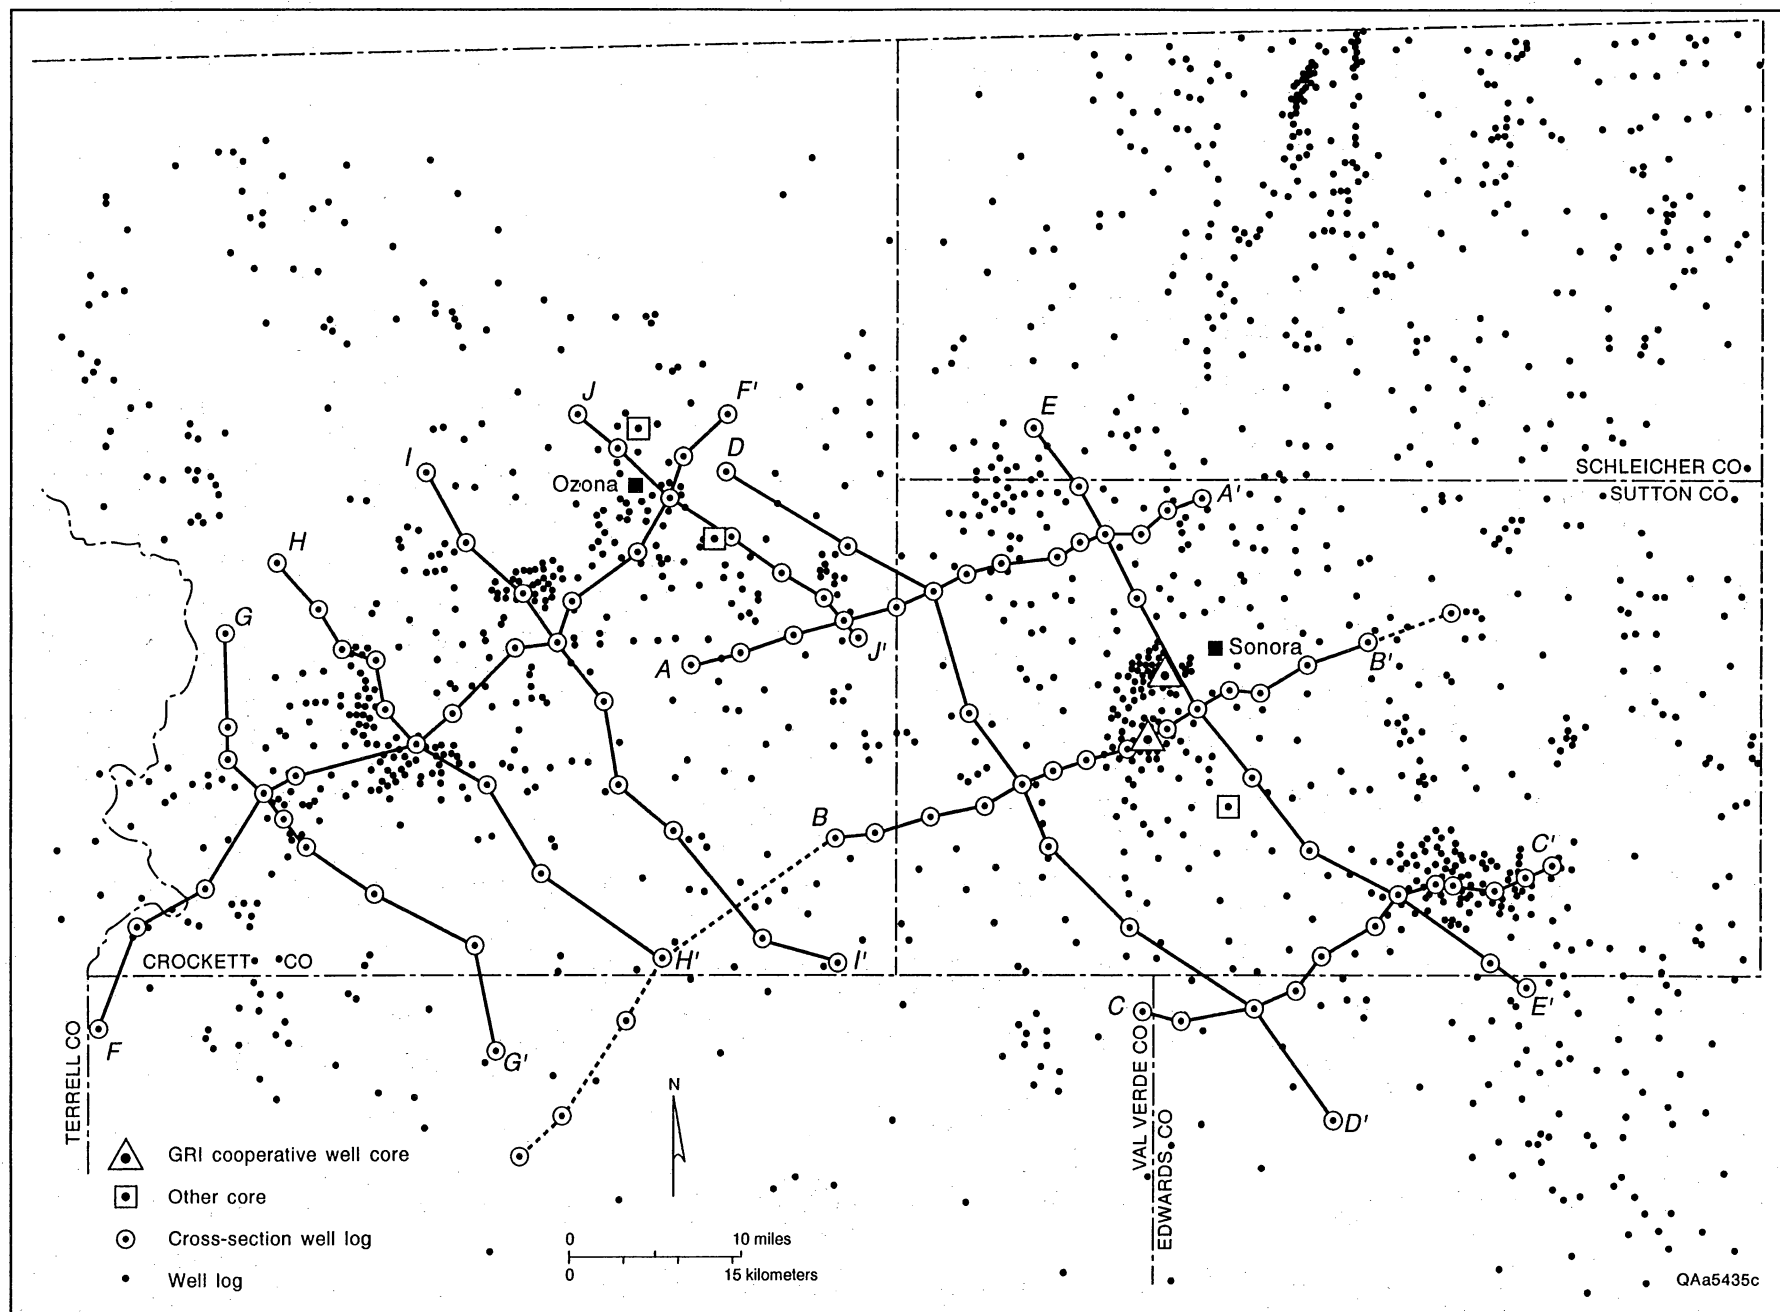 J
F'
E
I
D
SCHLEICHER CO
SUTTON CO
Ozona
A'
H
G
A
J'
Sonora
B'
B
C'
CROCKETT CO
H'
I'
E'
C
F
G'
TERRELL CO
VAL VERDE CO
EDWARDS CO
D'
N
GRI cooperative well core
Other core
Cross-section well log
Well log
0 10 miles
0 15 kilometers
QAa5435c